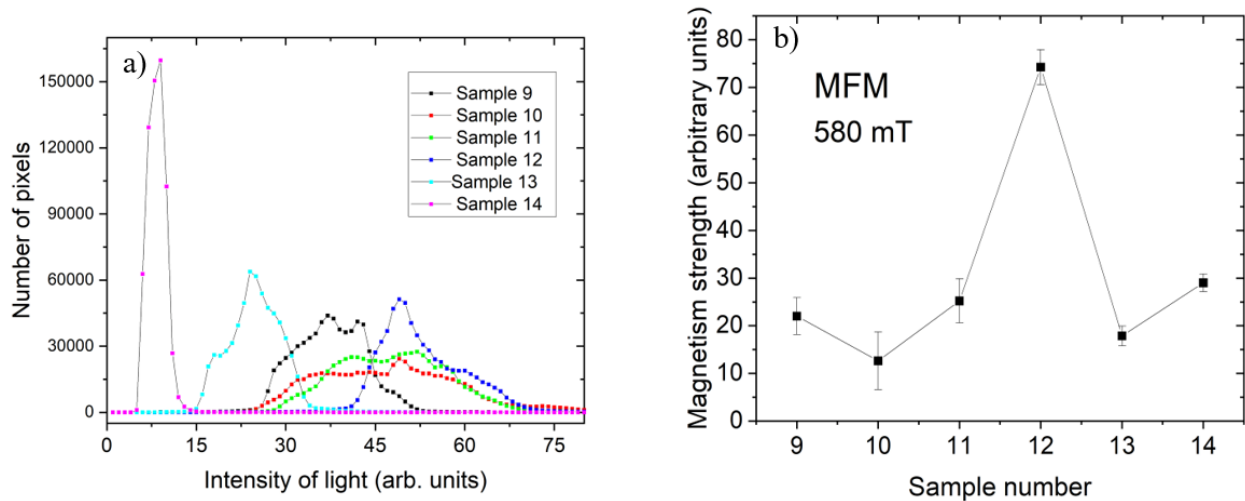 a)
Number of pixels
150000
120000
90000
60000
30000
0
0 15 30 45 60 75
Intensity of light (arb. units)
Sample 9
Sample 10
Sample 11
Sample 12
Sample 13
Sample 14
b)
Magnetism strength (arbitrary units)
80
70
60
50
40
30
20
10
0
MFM
580 mT
9 10 11 12 13 14
Sample number